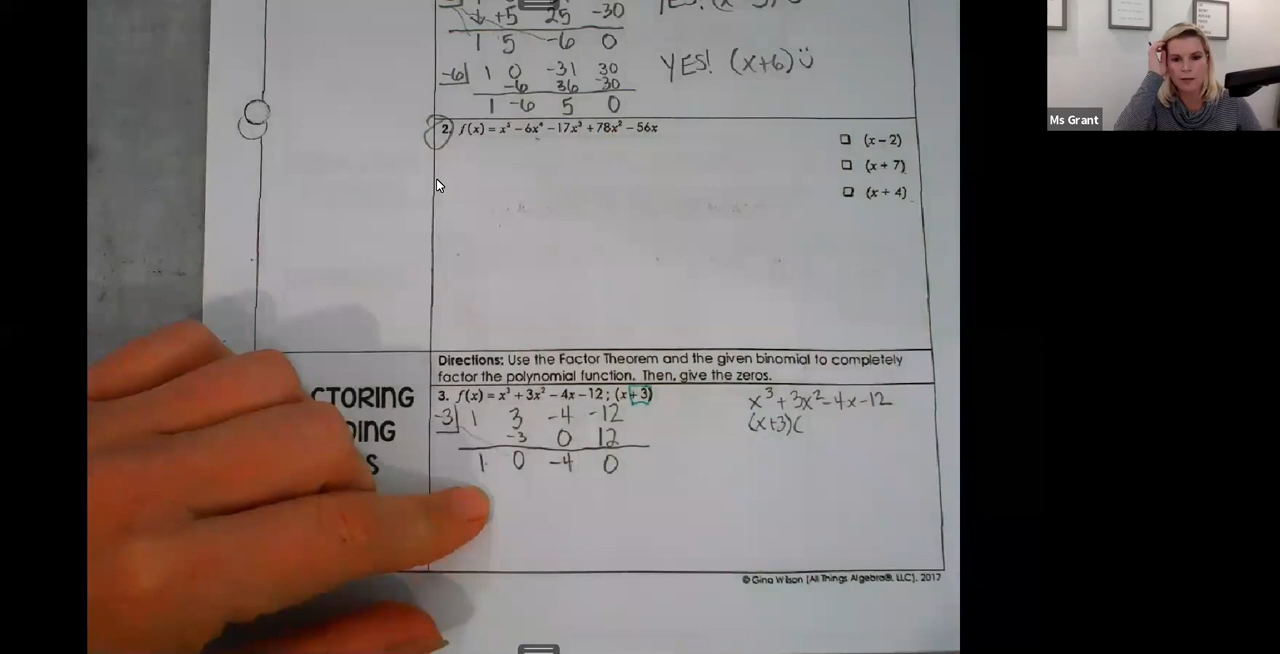 ↓ +5 25 -30
1 5 -6 0
YES! (x+6)
-6 1 0 -31 30
-6 36 -30
1 -6 5 0
2. f(x) = x⁵ - 6x⁴ - 17x³ + 78x² - 56x
(x - 2)
(x + 7)
(x + 4)
Ms Grant
Directions: Use the Factor Theorem and the given binomial to completely
factor the polynomial function. Then, give the zeros.
3. f(x) = x³ + 3x² - 4x - 12; (x + 3)
x³+3x²-4x-12
-3 1 3 -4 -12
(x+3)(
-3 0 12
1 0 -4 0
© Gina Wilson (All Things Algebra®, LLC), 2017